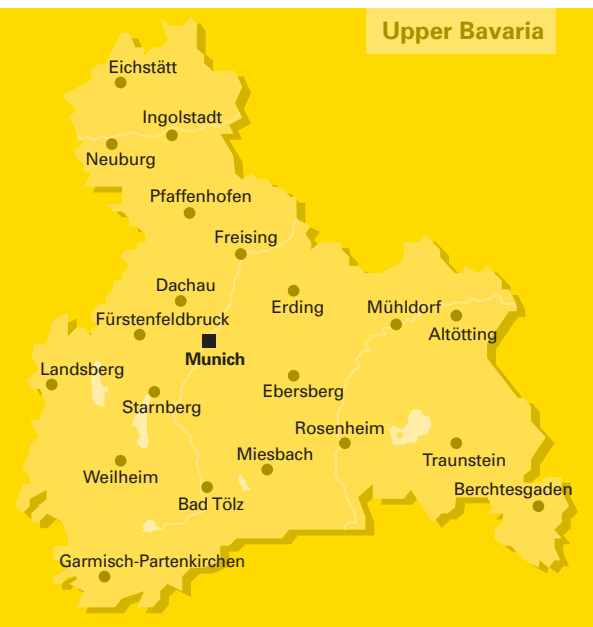 Upper Bavaria
Eichstätt
Ingolstadt
Neuburg
Pfaffenhofen
Freising
Dachau
Erding
Mühldorf
Fürstenfeldbruck
Altötting
Munich
Landsberg
Ebersberg
Starnberg
Rosenheim
Miesbach
Traunstein
Weilheim
Berchtesgaden
Bad Tölz
Garmisch-Partenkirchen